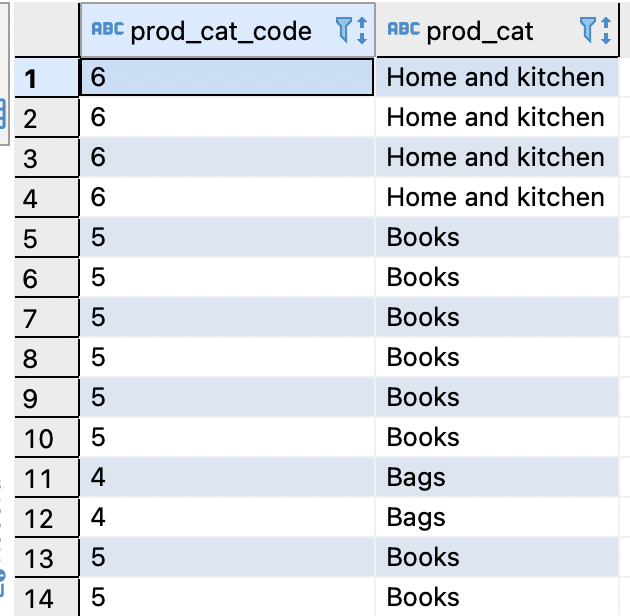 ABC prod_cat_code ABC prod_cat
1 6 Home and kitchen
2 6 Home and kitchen
3 6 Home and kitchen
4 6 Home and kitchen
5 5 Books
6 5 Books
7 5 Books
8 5 Books
9 5 Books
10 5 Books
11 4 Bags
12 4 Bags
13 5 Books
14 5 Books